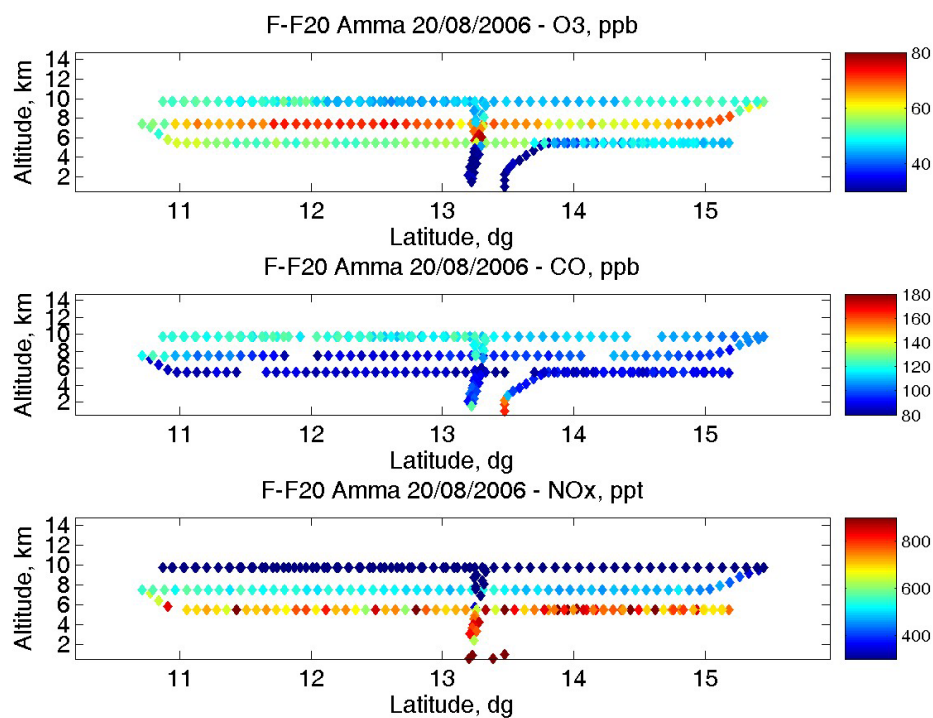 F-F20 Amma 20/08/2006 - O3, ppb
14
12
10
8
6
4
2
Altitude, km
11 12 13 14 15
Latitude, dg
80
60
40
F-F20 Amma 20/08/2006 - CO, ppb
14
12
10
8
6
4
2
Altitude, km
11 12 13 14 15
Latitude, dg
180
160
140
120
100
80
F-F20 Amma 20/08/2006 - NOx, ppt
14
12
10
8
6
4
2
Altitude, km
11 12 13 14 15
Latitude, dg
800
600
400